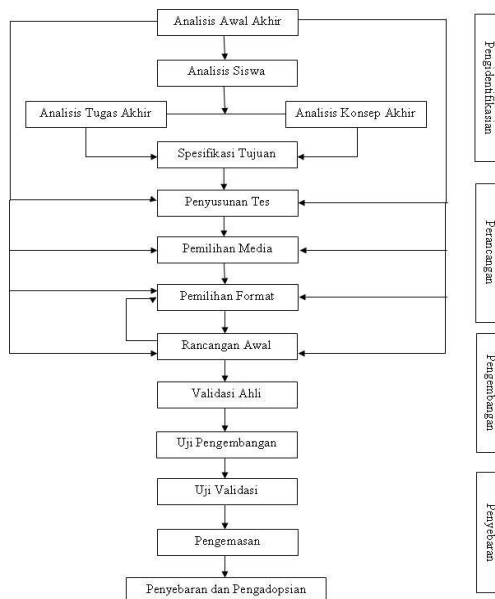 Analisis Awal Akhir
Analisis Siswa
Analisis Tugas Akhir
Analisis Konsep Akhir
Spesifikasi Tujuan
Penyusunan Tes
Pemilihan Media
Pemilihan Format
Rancangan Awal
Validasi Ahli
Uji Pengembangan
Uji Validasi
Pengemasan
Penyebaran dan Pengadopsian
Pengidentifikasian
Perancangan
Pengembangan
Penyebaran